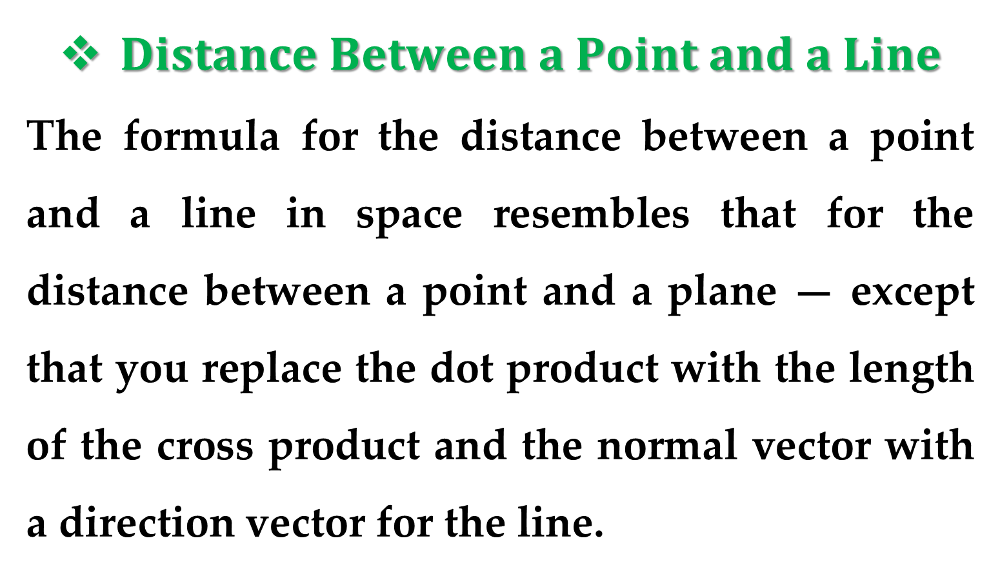 ❖ Distance Between a Point and a Line
The formula for the distance between a point
and a line in space resembles that for the
distance between a point and a plane — except
that you replace the dot product with the length
of the cross product and the normal vector with
a direction vector for the line.